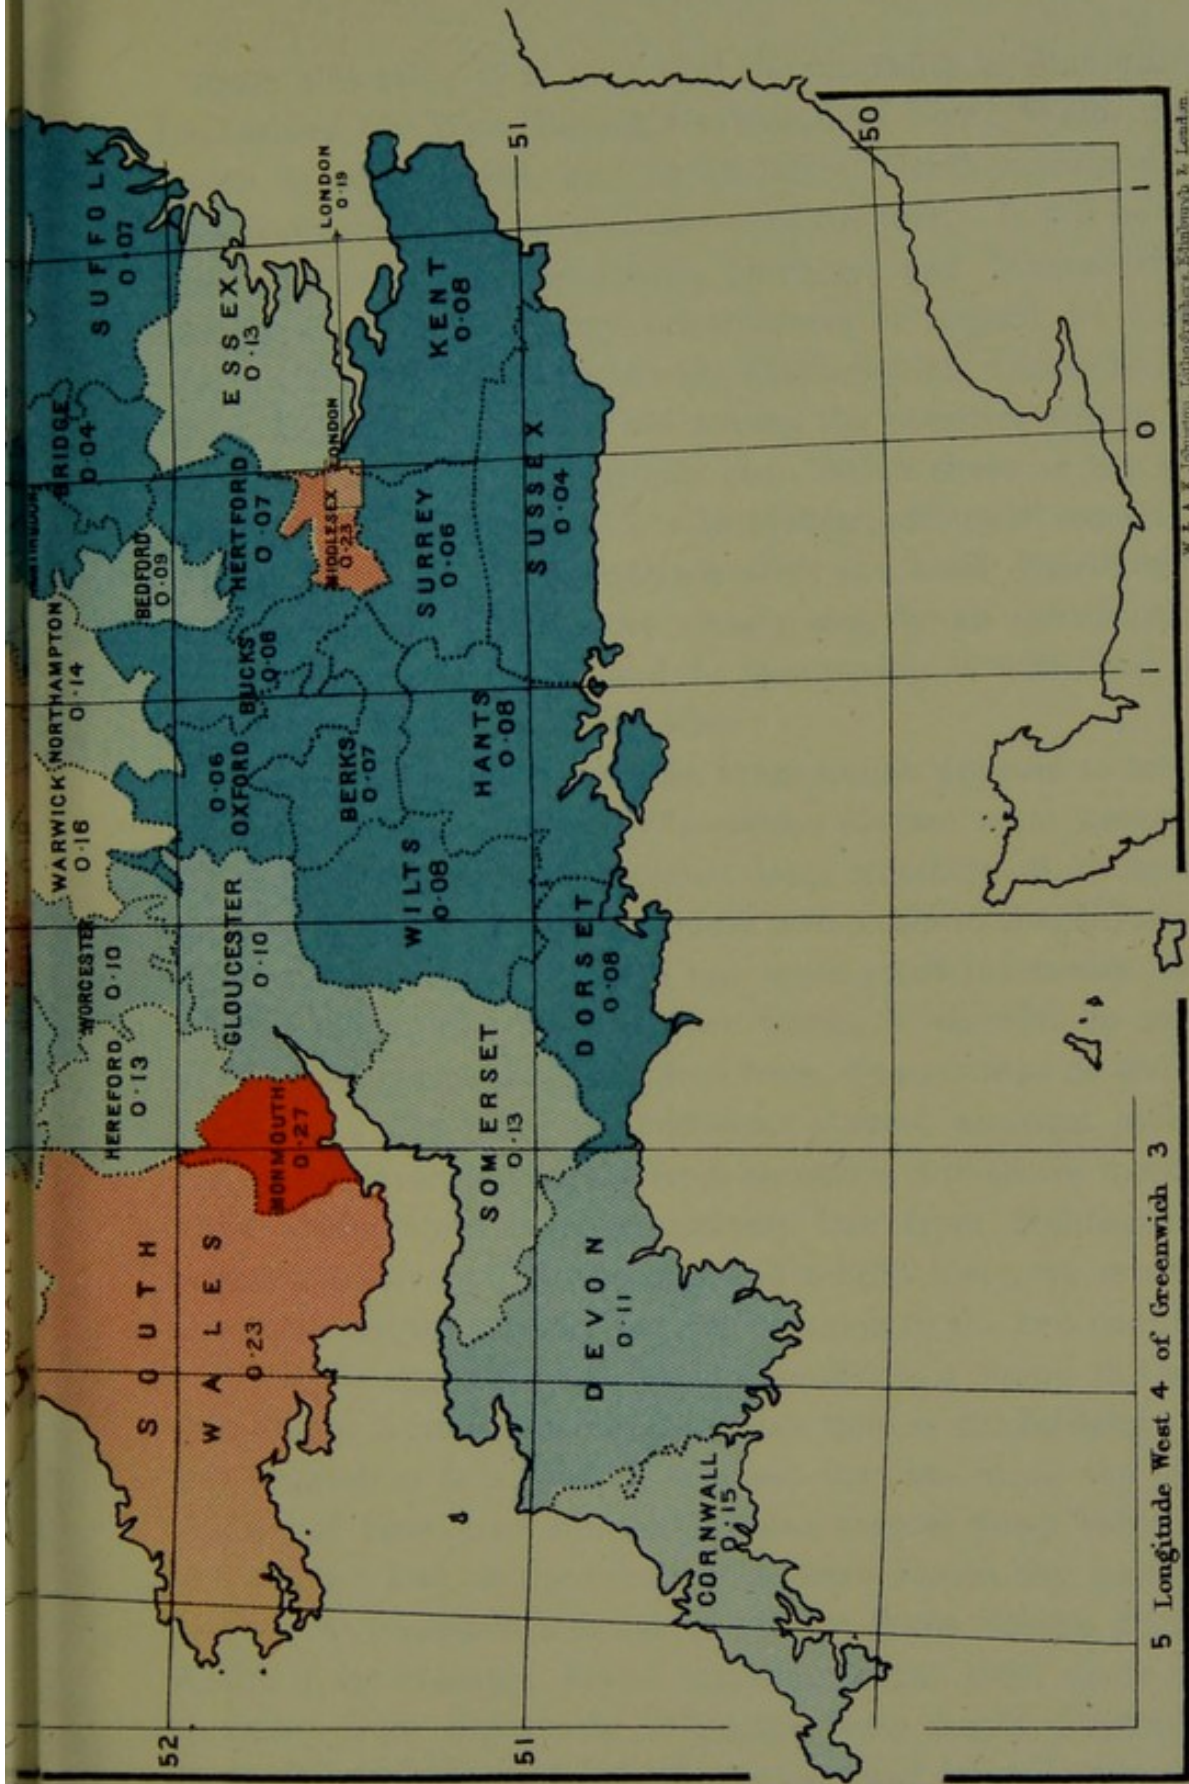 SUFFOLK
0·07
BRIDGE
0·04
ESSEX
0·13
LONDON
0·19
LONDON
MIDDLESEX
0·23
HERTFORD
0·07
BEDFORD
0·09
NORTHAMPTON
0·14
WARWICK
0·16
WORCESTER
0·10
HEREFORD
0·13
GLOUCESTER
0·10
0·06
OXFORD
BUCKS
BERKS
0·07
KENT
0·08
SURREY
0·06
SUSSEX
0·04
HANTS
0·08
WILTS
0·08
DORSET
0·08
SOMERSET
0·13
MONMOUTH
0·27
SOUTH
WALES
0·23
DEVON
0·11
CORNWALL
0·15
52
51
51
50
5 Longitude West 4 of Greenwich 3
1
0
1
W. & A.K. Johnston, Lithographers Edinburgh & London.